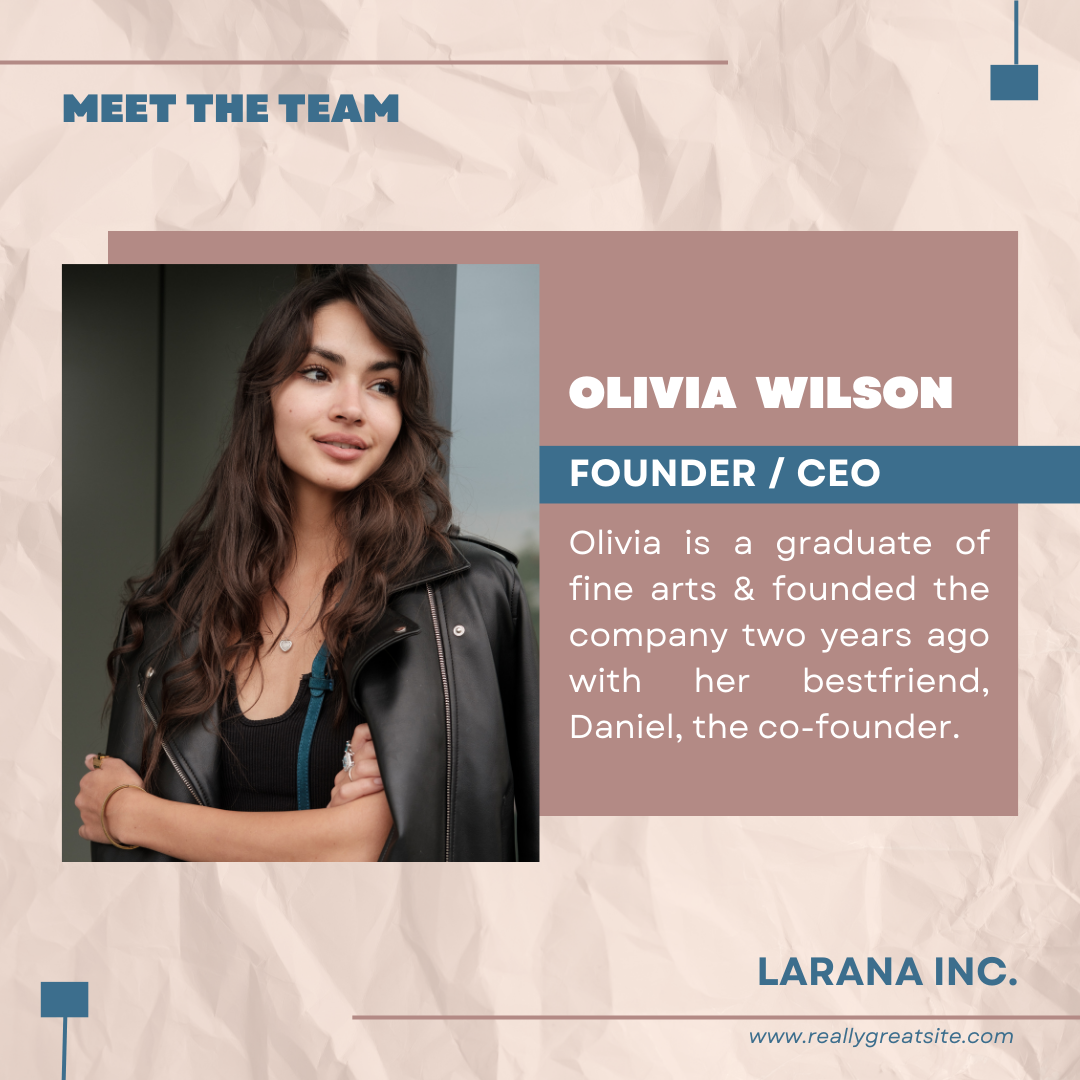 MEET THE TEAM
OLIVIA WILSON
FOUNDER / CEO
Olivia is a graduate of
fine arts & founded the
company two years ago
with her bestfriend,
Daniel, the co-founder.
LARANA INC.
www.reallygreatsite.com